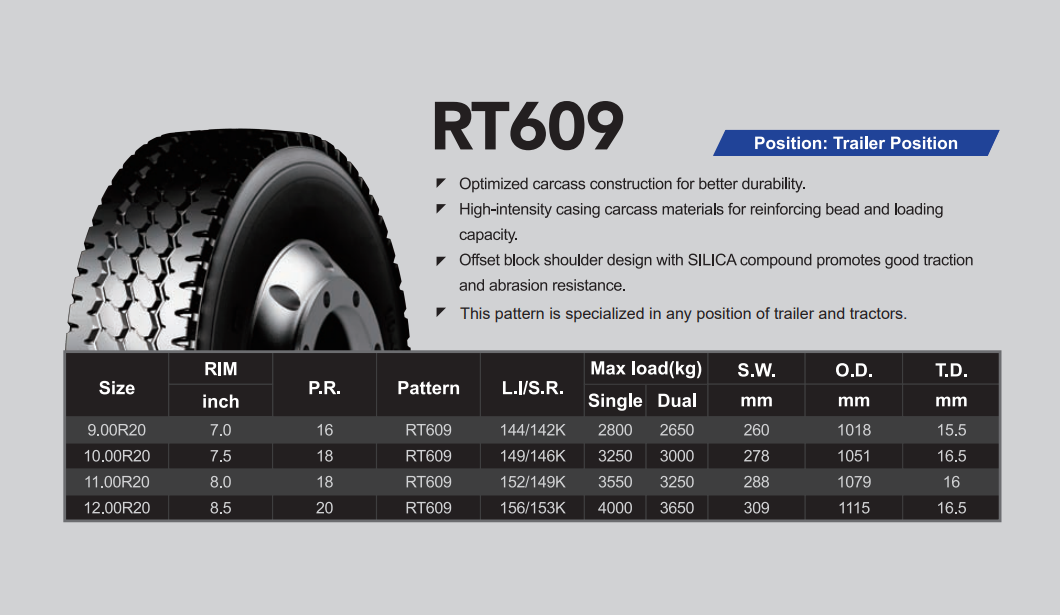 RT609
Position: Trailer Position
Optimized carcass construction for better durability.
High-intensity casing carcass materials for reinforcing bead and loading
capacity.
Offset block shoulder design with SILICA compound promotes good traction
and abrasion resistance.
This pattern is specialized in any position of trailer and tractors.
Size RIM P.R. Pattern L.I/S.R. Max load(kg) S.W. O.D. T.D.
inch Single Dual mm mm mm
9.00R20 7.0 16 RT609 144/142K 2800 2650 260 1018 15.5
10.00R20 7.5 18 RT609 149/146K 3250 3000 278 1051 16.5
11.00R20 8.0 18 RT609 152/149K 3550 3250 288 1079 16
12.00R20 8.5 20 RT609 156/153K 4000 3650 309 1115 16.5